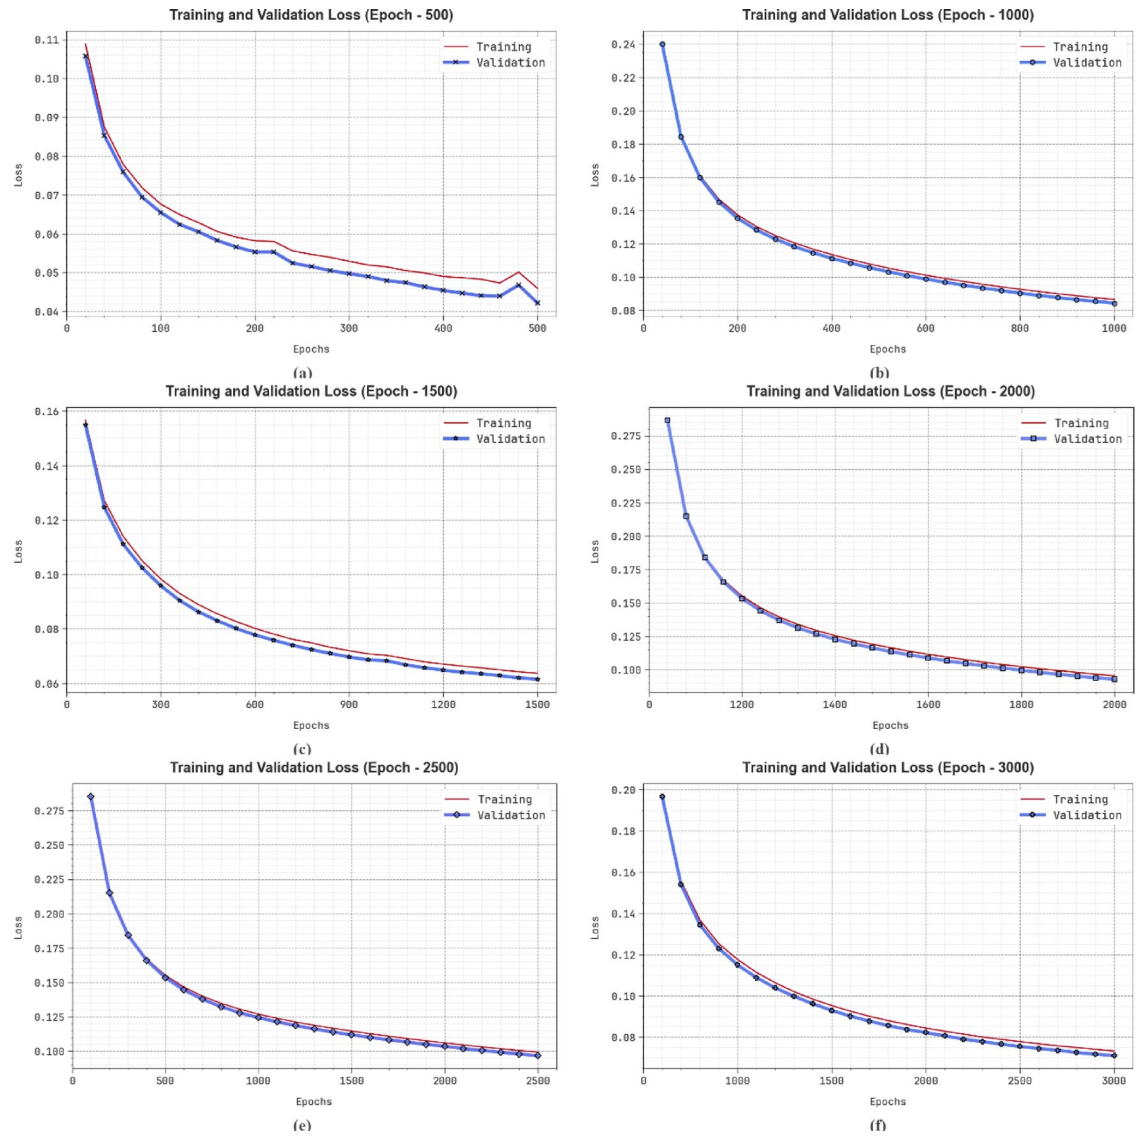 Training and Validation Loss (Epoch - 500)
0.11
0.10
0.09
0.08
0.07
0.06
0.05
0.04
Loss
Training
Validation
0 100 200 300 400 500
Epochs
(a)
Training and Validation Loss (Epoch - 1000)
0.24
0.22
0.20
0.18
0.16
0.14
0.12
0.10
0.08
Loss
Training
Validation
0 200 400 600 800 1000
Epochs
(b)
Training and Validation Loss (Epoch - 1500)
0.16
0.14
0.12
0.10
0.08
0.06
Loss
Training
Validation
0 300 600 900 1200 1500
Epochs
(c)
Training and Validation Loss (Epoch - 2000)
0.275
0.250
0.225
0.200
0.175
0.150
0.125
0.100
Loss
Training
Validation
0 1200 1400 1600 1800 2000
Epochs
(d)
Training and Validation Loss (Epoch - 2500)
0.275
0.250
0.225
0.200
0.175
0.150
0.125
0.100
Loss
Training
Validation
0 500 1000 1500 2000 2500
Epochs
(e)
Training and Validation Loss (Epoch - 3000)
0.20
0.18
0.16
0.14
0.12
0.10
0.08
Loss
Training
Validation
0 1000 1500 2000 2500 3000
Epochs
(f)